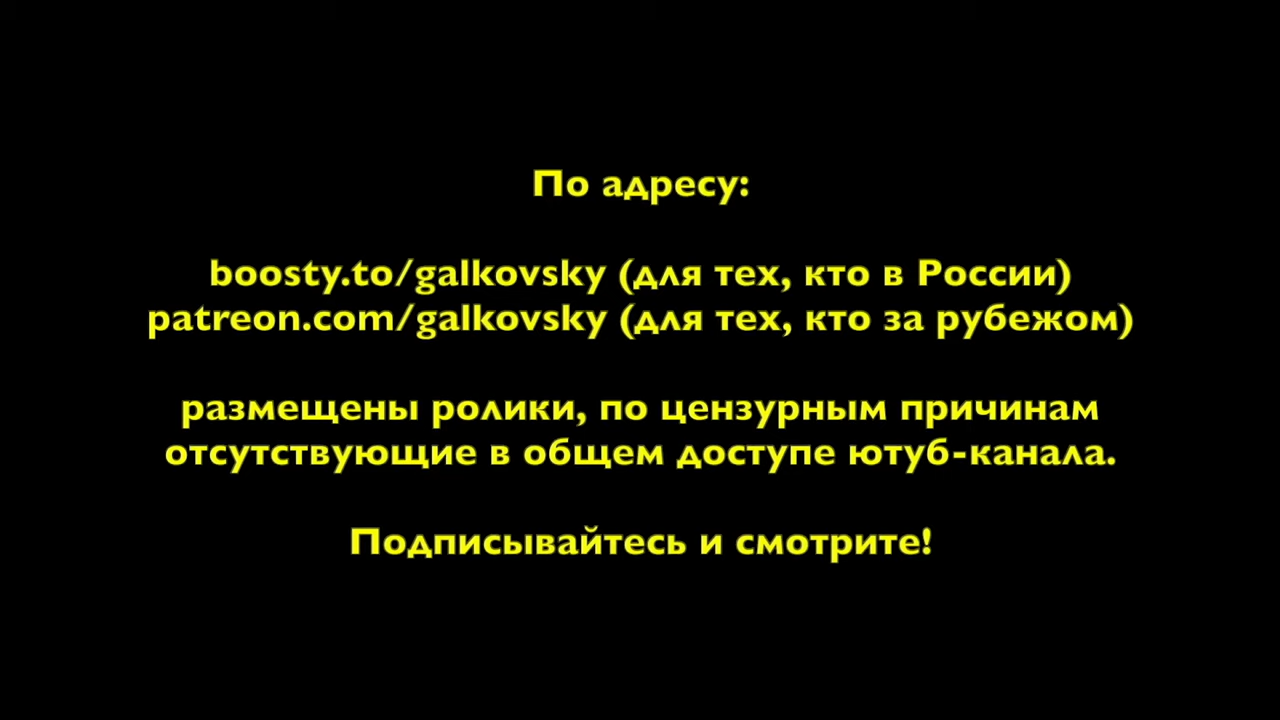 По адресу:
boosty.to/galkovsky (для тех, кто в России)
patreon.com/galkovsky (для тех, кто за рубежом)
размещены ролики, по цензурным причинам
отсутствующие в общем доступе ютуб-канала.
Подписывайтесь и смотрите!